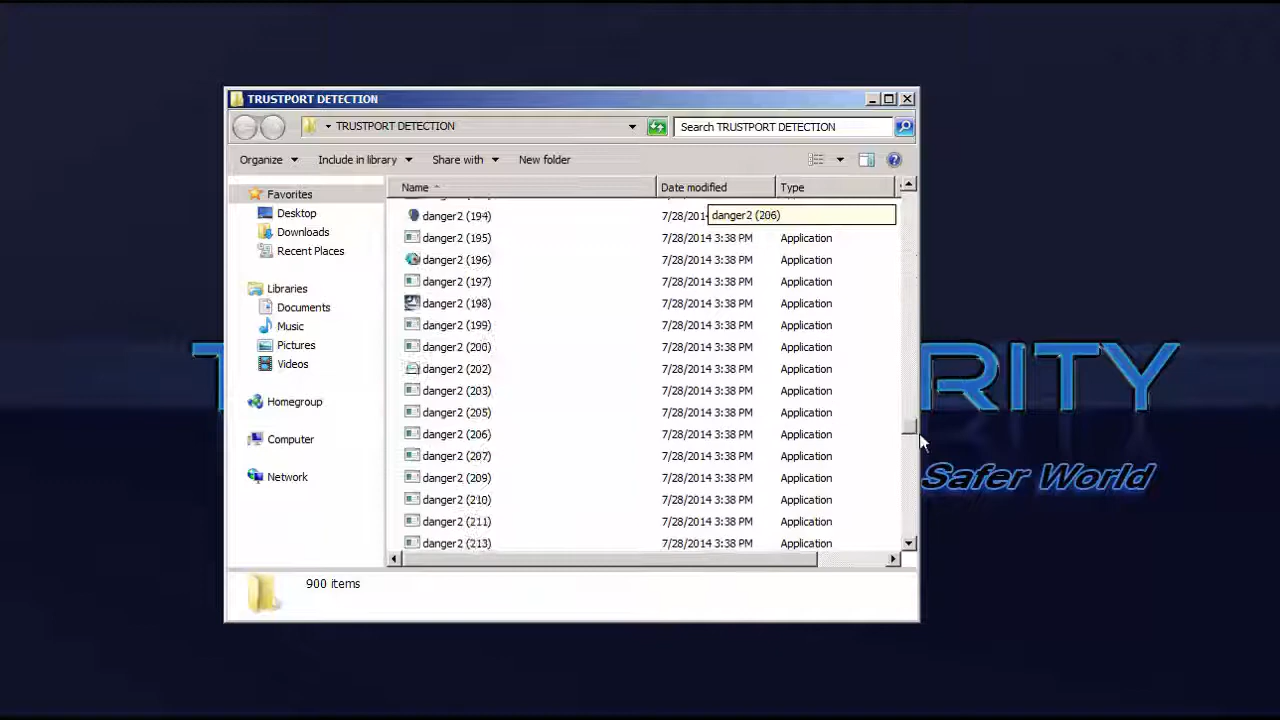 TRUSTPORT DETECTION
TRUSTPORT DETECTION
Search TRUSTPORT DETECTION
Organize
Include in library
Share with
New folder
Favorites
Desktop
Downloads
Recent Places
Libraries
Documents
Music
Pictures
Videos
Homegroup
Computer
Network
Name
Date modified
Type
danger2 (194)
7/28/2014
danger2 (206)
danger2 (195) 7/28/2014 3:38 PM Application
danger2 (196) 7/28/2014 3:38 PM Application
danger2 (197) 7/28/2014 3:38 PM Application
danger2 (198) 7/28/2014 3:38 PM Application
danger2 (199) 7/28/2014 3:38 PM Application
danger2 (200) 7/28/2014 3:38 PM Application
danger2 (202) 7/28/2014 3:38 PM Application
danger2 (203) 7/28/2014 3:38 PM Application
danger2 (205) 7/28/2014 3:38 PM Application
danger2 (206) 7/28/2014 3:38 PM Application
danger2 (207) 7/28/2014 3:38 PM Application
danger2 (209) 7/28/2014 3:38 PM Application
danger2 (210) 7/28/2014 3:38 PM Application
danger2 (211) 7/28/2014 3:38 PM Application
danger2 (213) 7/28/2014 3:38 PM Application
900 items
RITY
Safer World